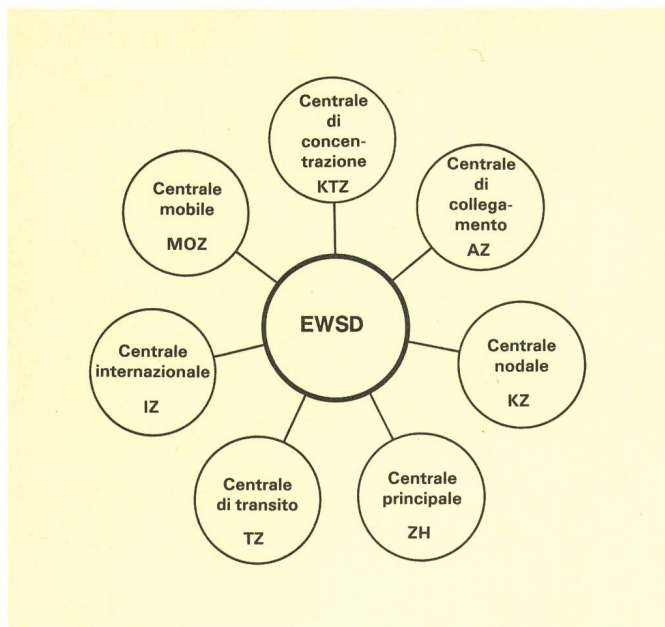 Centrale
di
concen-
trazione
KTZ
Centrale
di
collega-
mento
AZ
Centrale
mobile
MOZ
EWSD
Centrale
nodale
KZ
Centrale
internazionale
IZ
Centrale
principale
ZH
Centrale
di transito
TZ